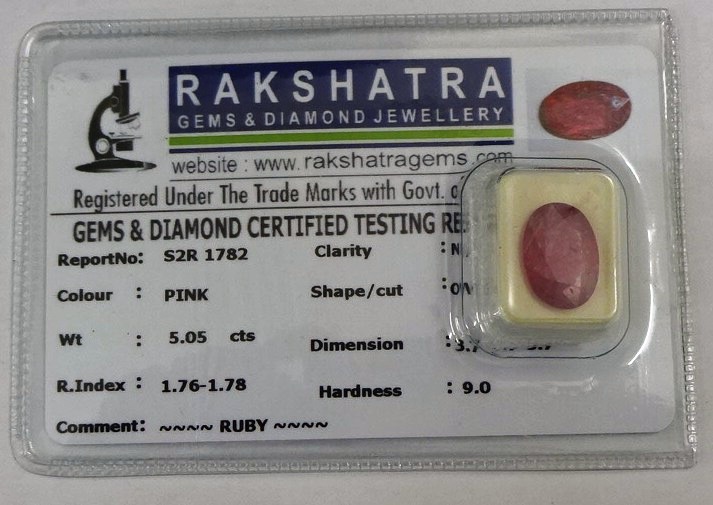 RAKSHATRA
GEMS & DIAMOND JEWELLERY
website : www.rakshatragems.com
Registered Under The Trade Marks with Govt.
GEMS & DIAMOND CERTIFIED TESTING
ReportNo: S2R 1782 Clarity :
Colour : PINK Shape/cut :
Wt : 5.05 cts Dimension :
R.Index : 1.76-1.78 Hardness : 9.0
Comment: ~~~~ RUBY ~~~~